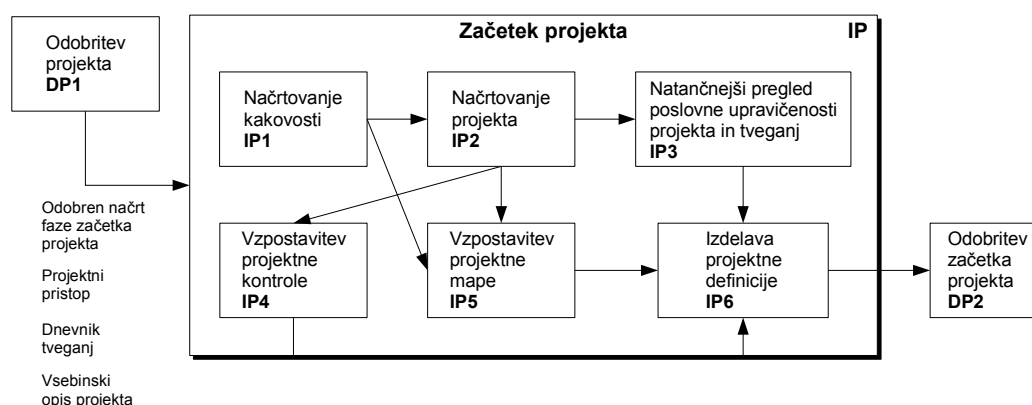 Odobritev
projekta
DP1
Začetek projekta
IP
Načrtovanje
kakovosti
IP1
Načrtovanje
projekta
IP2
Natančnejši pregled
poslovne upravičenosti
projekta in tveganj
IP3
Odobren načrt
faze začetka
projekta
Projektni
pristop
Dnevnik
tveganj
Vsebinski
opis projekta
Vzpostavitev
projektne
kontrole
IP4
Vzpostavitev
projektne
mape
IP5
Izdelava
projektne
definicije
IP6
Odobritev
začetka
projekta
DP2